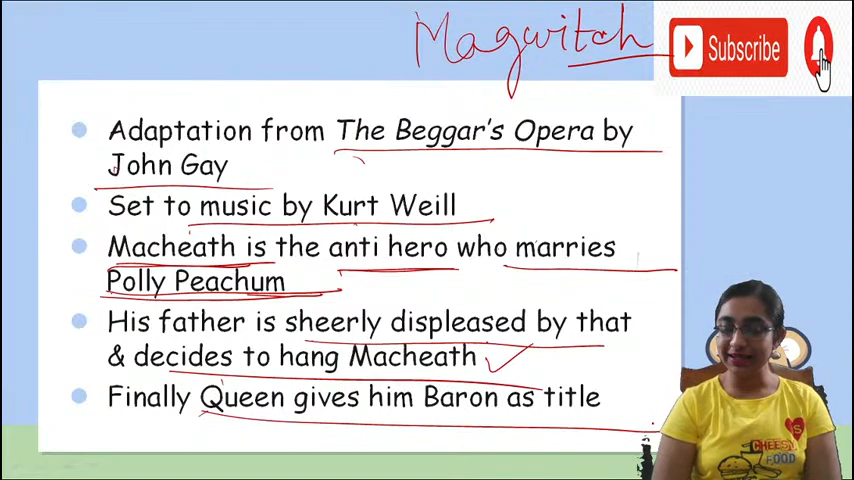 Magwitch
Subscribe
Adaptation from The Beggar's Opera by
John Gay
Set to music by Kurt Weill
Macheath is the anti hero who marries
Polly Peachum
His father is sheerly displeased by that
& decides to hang Macheath
Finally Queen gives him Baron as title
CHEESY
FOOD